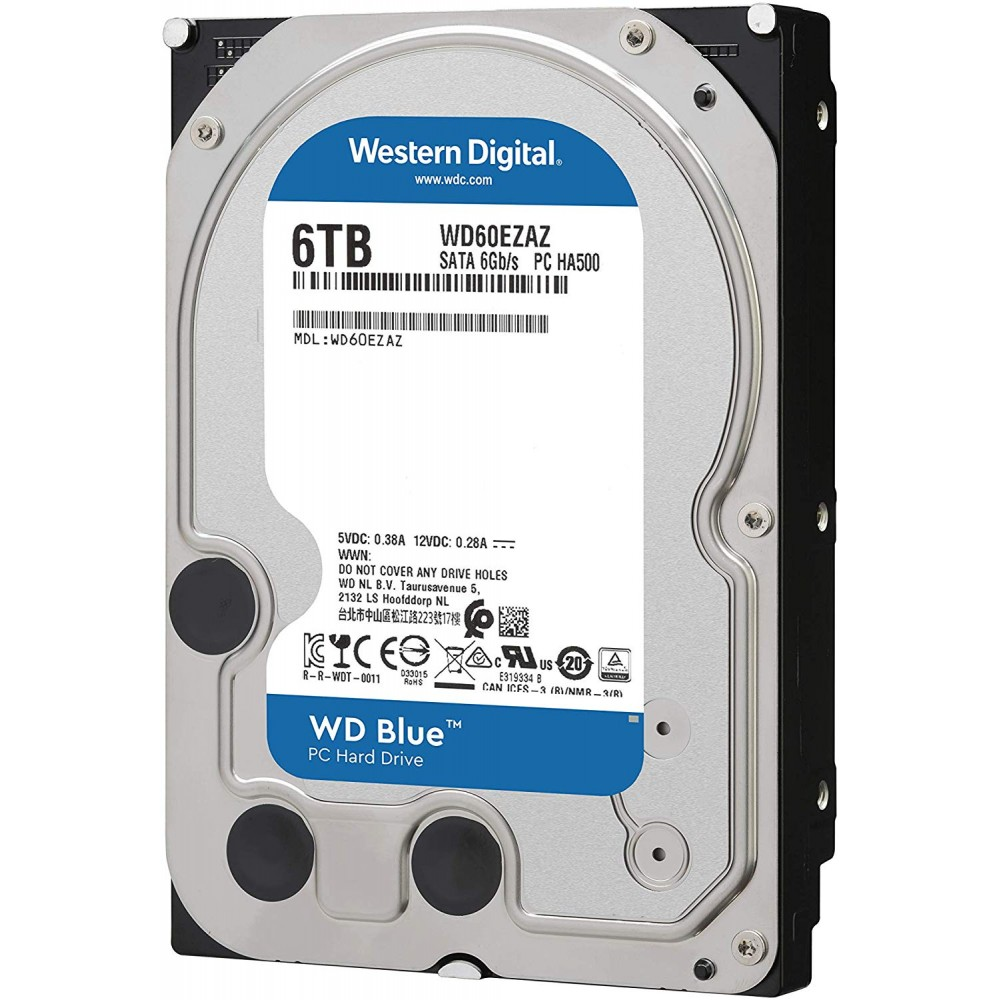 Western Digital®
www.wdc.com
6TB
WD60EZAZ
SATA 6Gb/s PC HA500
MDL:WD60EZAZ
5VDC: 0.38A 12VDC: 0.28A
WWN:
DO NOT COVER ANY DRIVE HOLES
WD NL B.V. Taurusavenue 5,
2132 LS Hoofddorp NL
台北市中山區松江路223號17樓
R-R-WDT-0011
D33015
RoHS
c RU us
E319334 B
20
CAN ICES-3 (B)/NMB-3(B)
WD Blue™
PC Hard Drive